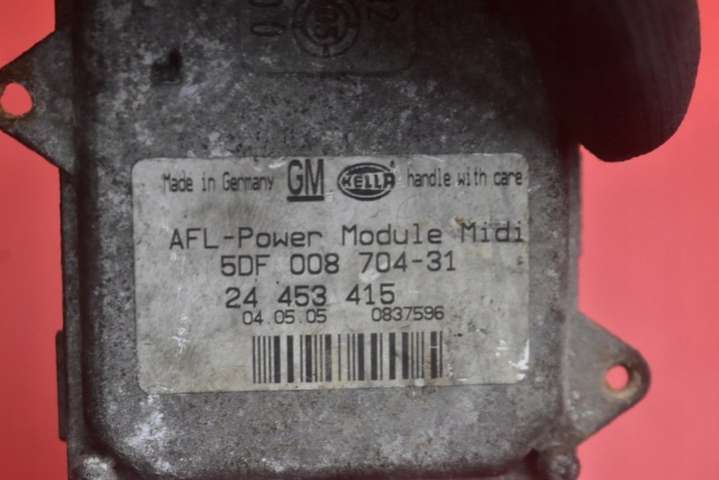 Made in Germany GM HELLA ® handle with care
AFL-Power Module Midi
5DF 008 704-31
24 453 415
04.05.05 0837596